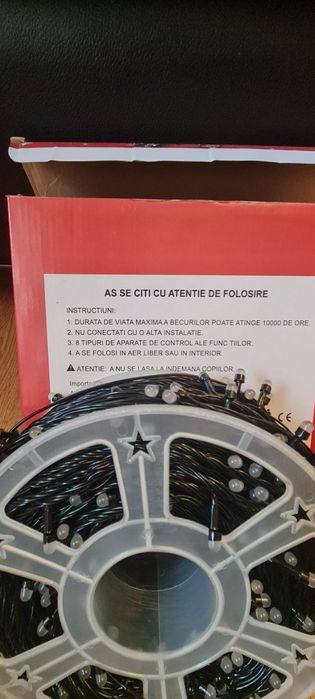 AS SE CITI CU ATENTIE DE FOLOSIRE
INSTRUCTIUNI:
1. DURATA DE VIATA MAXIMA A BECURILOR POATE ATINGE 10000 DE ORE.
2. NU CONECTATI CU O ALTA INSTALATIE.
3. 8 TIPURI DE APARATE DE CONTROL ALE FUNC TIILOR.
4. A SE FOLOSI IN AER LIBER SAU IN INTERIOR.
ATENTIE: A NU SE LASA LA INDEMANA COPIILOR.
CE